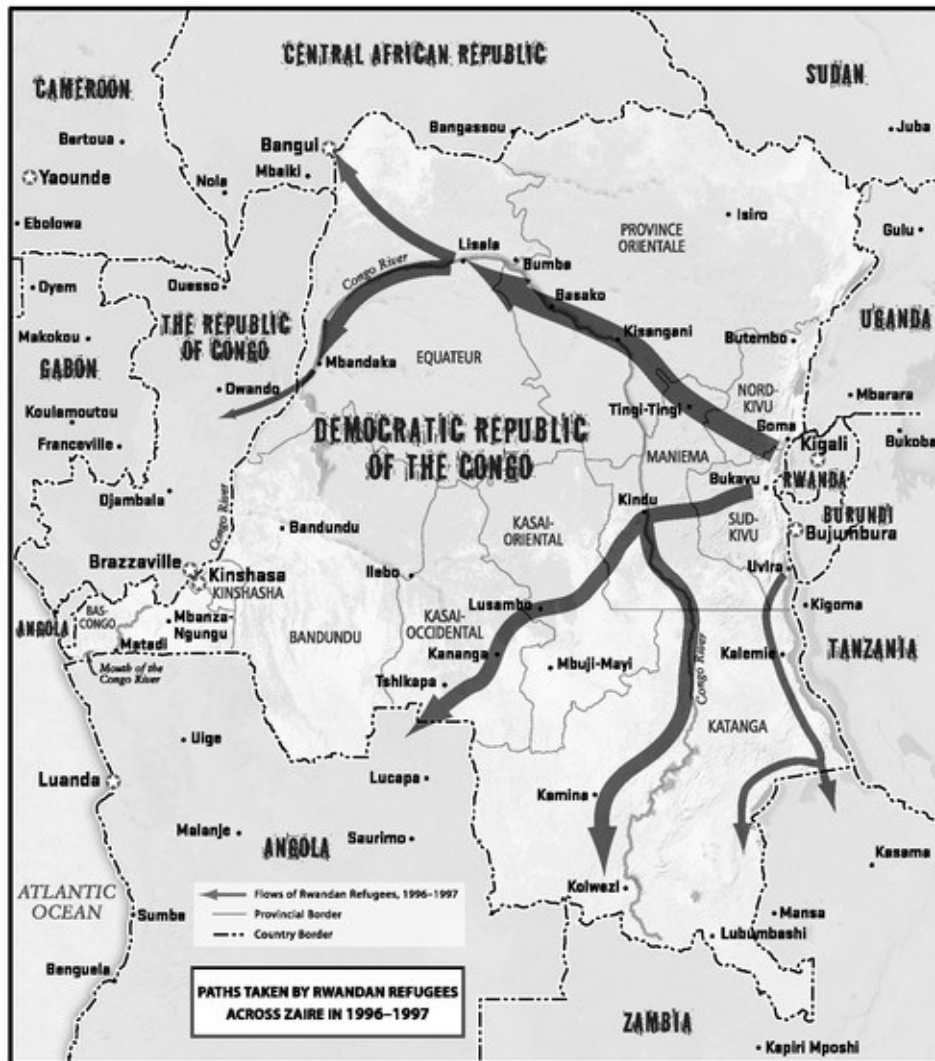 CENTRAL AFRICAN REPUBLIC
SUDAN
CAMEROON
Bertoua
Bangui
Bangassou
Juba
Mbaiki
Yaounde
Nola
Ebolowa
Isiro
Gulu
PROVINCE
ORIENTALE
Lisala
Bumba
Congo River
Oyem
Ouesso
Basako
THE REPUBLIC
OF CONGO
UGANDA
Makokou
Kisangani
Butembo
EQUATEUR
GABON
Mbandaka
Owando
NORD-
KIVU
Mbarara
Koulamoutou
Tingi-Tingi
Goma
Kigali
Bukoba
Franceville
DEMOCRATIC REPUBLIC
OF THE CONGO
MANIEMA
Bukavu
RWANDA
Djambala
Kindu
SUD-
KIVU
BURUNDI
Bujumbura
Congo River
Bandundu
KASAI-
ORIENTAL
Brazzaville
Kinshasa
KINSHASHA
Ilebo
Uvira
Kigoma
ANGOLA
BAS-
CONGO
Mbanza-
Ngungu
Lusambo
KASAI-
OCCIDENTAL
BANDUNDU
Matadi
Mouth of the
Congo River
Kananga
Mbuji-Mayi
Congo River
Kalemie
TANZANIA
Tshikapa
KATANGA
Uige
Luanda
Lucapa
Kamina
Malanje
Saurimo
ANGOLA
Kasama
ATLANTIC
OCEAN
Flows of Rwandan Refugees, 1996–1997
Provincial Border
Country Border
Kolwezi
Sumba
Mansa
Lubumbashi
Benguela
PATHS TAKEN BY RWANDAN REFUGEES
ACROSS ZAIRE IN 1996–1997
ZAMBIA
Kapiri Mposhi